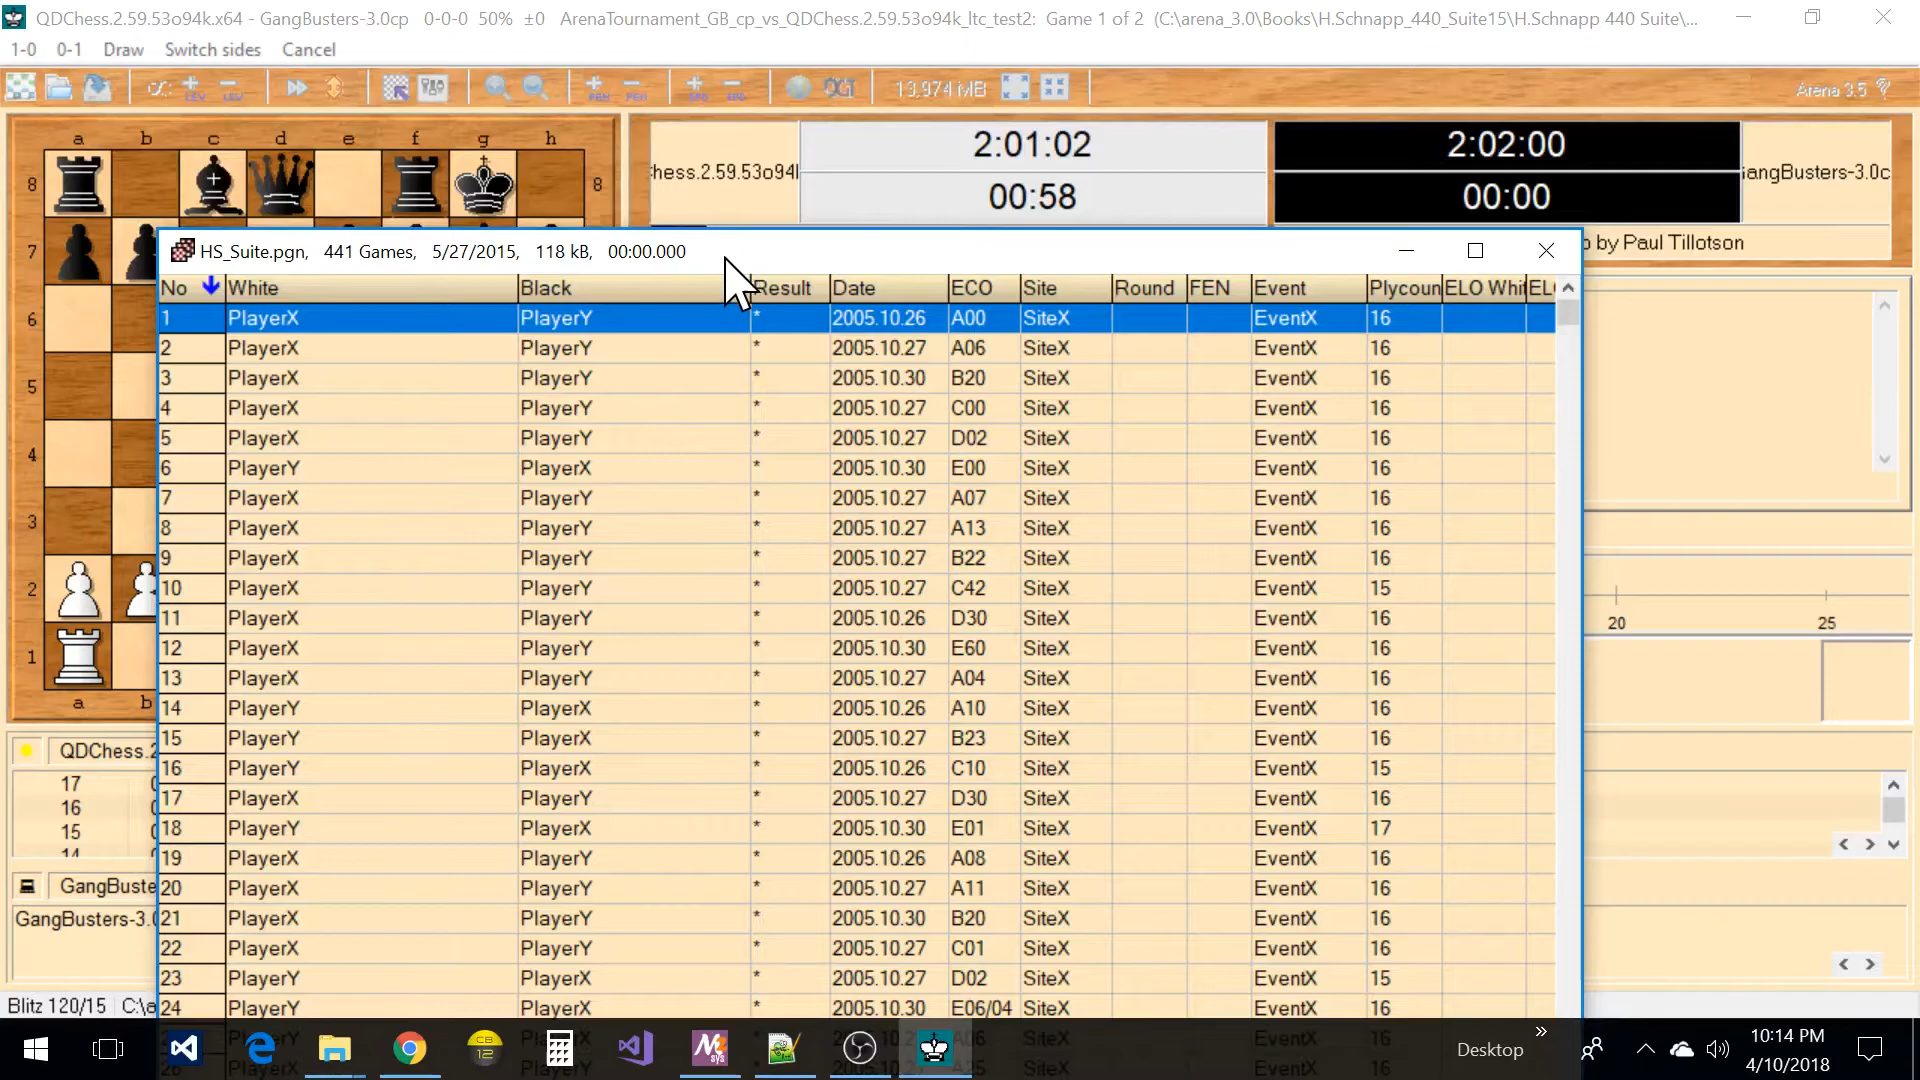 QDChess.2.59.53o94k.x64 - GangBusters-3.0cp 0-0-0 50% ±0 ArenaTournament_GB_cp_vs_QDChess.2.59.53o94k_ltc_test2: Game 1 of 2 (C:\arena_3.0\Books\H.Schnapp_440_Suite15\H.Schnapp 440 Suite\...
1-0 0-1 Draw Switch sides Cancel
13,974 MB Arena 3.5
a b c d e f g h
8 8
hess.2.59.53o94l 2:01:02 2:02:00 iangBusters-3.0c
00:58 00:00
by Paul Tillotson
7
6
5
4
3
2
1
a b
20 25
HS_Suite.pgn, 441 Games, 5/27/2015, 118 kB, 00:00.000
No White Black Result Date ECO Site Round FEN Event Plycoun ELO Whit EL
1 PlayerX PlayerY * 2005.10.26 A00 SiteX EventX 16
2 PlayerX PlayerY * 2005.10.27 A06 SiteX EventX 16
3 PlayerX PlayerY * 2005.10.30 B20 SiteX EventX 16
4 PlayerX PlayerY * 2005.10.27 C00 SiteX EventX 16
5 PlayerX PlayerY * 2005.10.27 D02 SiteX EventX 16
6 PlayerY PlayerX * 2005.10.30 E00 SiteX EventX 16
7 PlayerX PlayerY * 2005.10.27 A07 SiteX EventX 16
8 PlayerX PlayerY * 2005.10.27 A13 SiteX EventX 16
9 PlayerX PlayerY * 2005.10.27 B22 SiteX EventX 16
10 PlayerX PlayerY * 2005.10.27 C42 SiteX EventX 15
11 PlayerX PlayerY * 2005.10.26 D30 SiteX EventX 16
12 PlayerX PlayerY * 2005.10.30 E60 SiteX EventX 16
13 PlayerX PlayerY * 2005.10.27 A04 SiteX EventX 16
14 PlayerY PlayerX * 2005.10.26 A10 SiteX EventX 16
15 PlayerY PlayerX * 2005.10.27 B23 SiteX EventX 16
16 PlayerY PlayerX * 2005.10.26 C10 SiteX EventX 15
17 PlayerX PlayerY * 2005.10.27 D30 SiteX EventX 16
18 PlayerY PlayerX * 2005.10.30 E01 SiteX EventX 17
19 PlayerX PlayerY * 2005.10.26 A08 SiteX EventX 16
20 PlayerX PlayerY * 2005.10.27 A11 SiteX EventX 16
21 PlayerX PlayerY * 2005.10.30 B20 SiteX EventX 16
22 PlayerX PlayerY * 2005.10.27 C01 SiteX EventX 16
23 PlayerY PlayerX * 2005.10.27 D02 SiteX EventX 15
24 PlayerY PlayerX * 2005.10.30 E06/04 SiteX EventX 16
QDChess.2
17
16
15
14
GangBuste
GangBusters-3.0
Blitz 120/15 C:\a
CB 12
Msys
Desktop
10:14 PM
4/10/2018